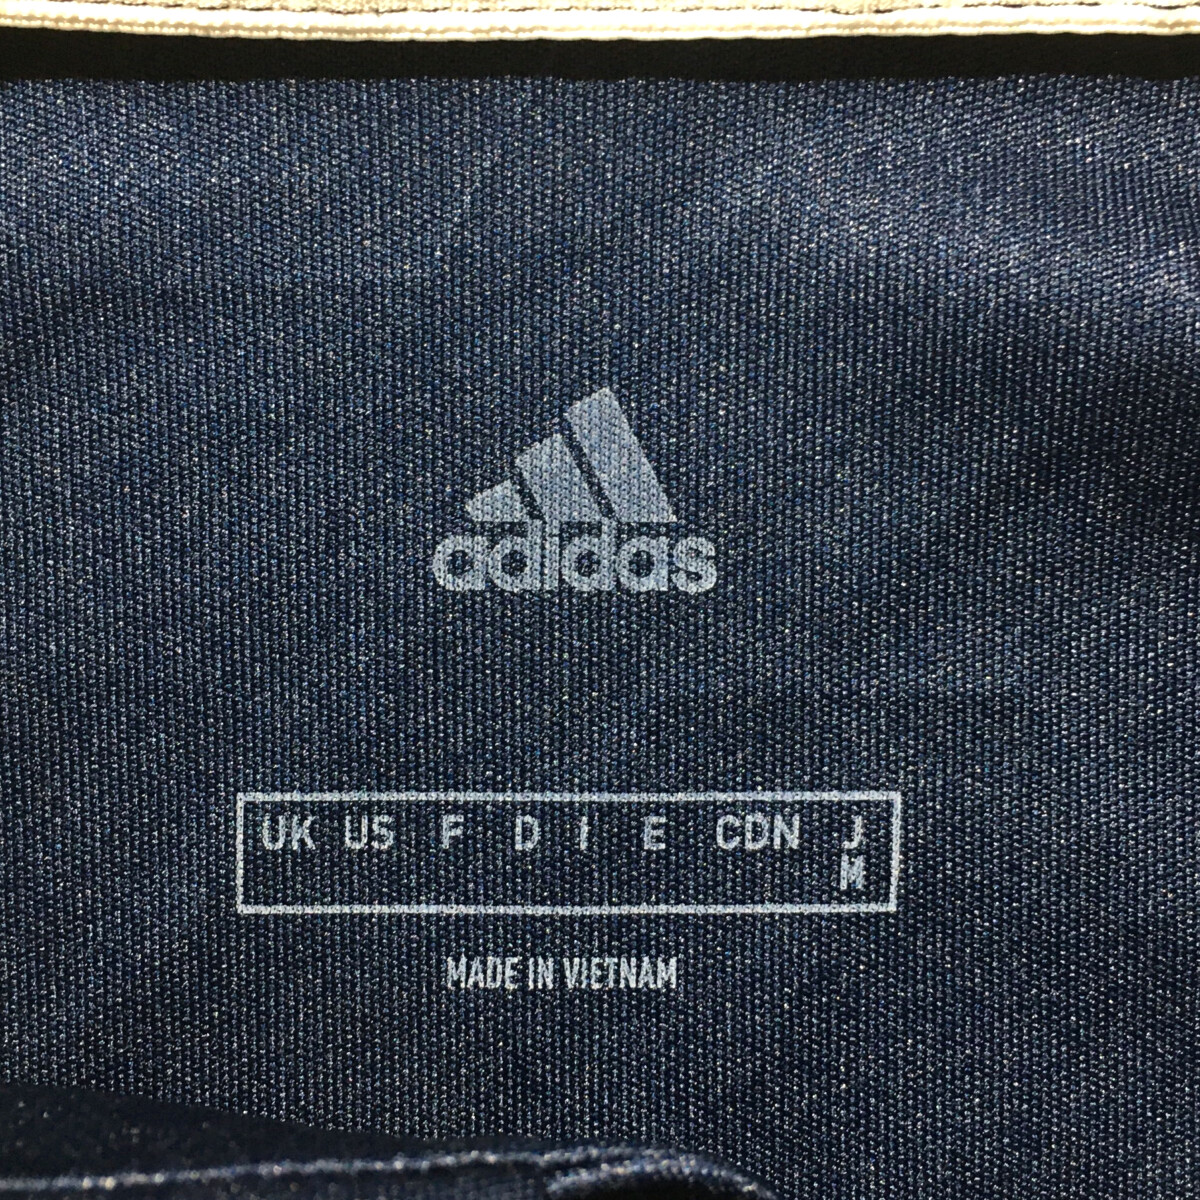 adidas
UK US F D I E CDN J
M
MADE IN VIETNAM